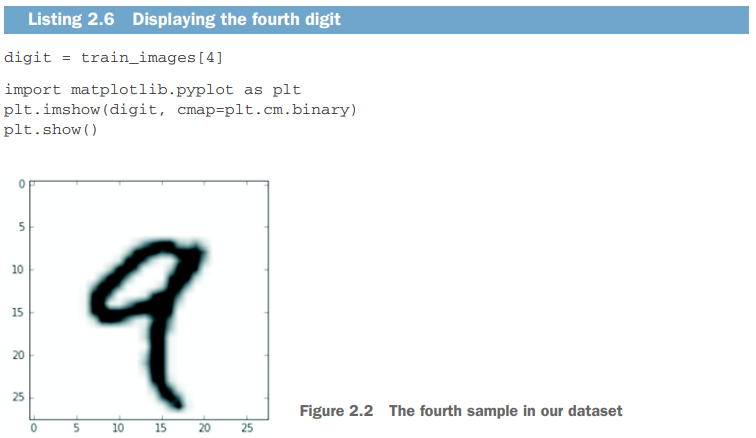 Listing 2.6 Displaying the fourth digit
digit = train_images[4]
import matplotlib.pyplot as plt
plt.imshow(digit, cmap=plt.cm.binary)
plt.show()
0
5
10
15
20
25
9
0 5 10 15 20 25
Figure 2.2 The fourth sample in our dataset